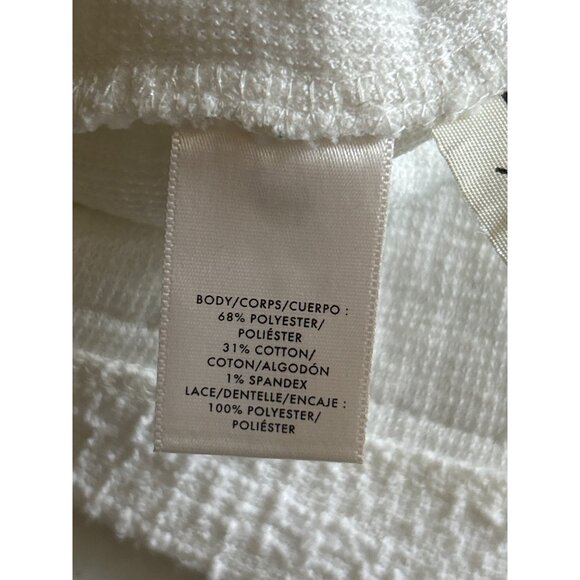 BODY/CORPS/CUERPO :
68% POLYESTER/
POLIÉSTER
31% COTTON/
COTON/ALGODÓN
1% SPANDEX
LACE/DENTELLE/ENCAJE :
100% POLYESTER/
POLIÉSTER